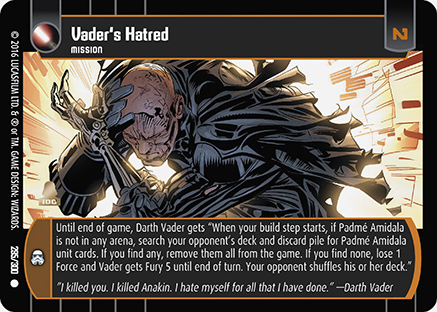 Vader's Hatred
MISSION
N
© 2016 LUCASFILM LTD. & ® or TM. GAME DESIGN: WIZARDS.
106
Until end of game, Darth Vader gets "When your build step starts, if Padmé Amidala
is not in any arena, search your opponent's deck and discard pile for Padmé Amidala
unit cards. If you find any, remove them all from the game. If you find none, lose 1
Force and Vader gets Fury 5 until end of turn. Your opponent shuffles his or her deck."
"I killed you. I killed Anakin. I hate myself for all that I have done." —Darth Vader